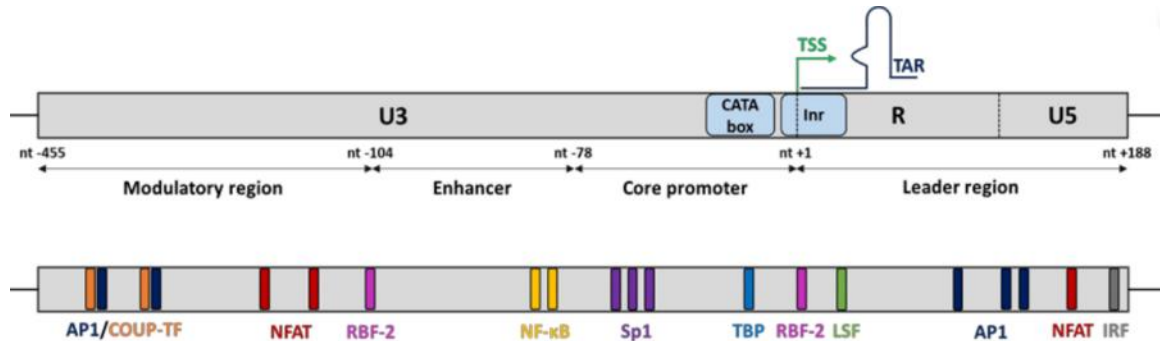 TSS
TAR
U3
CATA
box
Inr
R
U5
nt -455
nt -104
nt -78
nt +1
nt +188
Modulatory region
Enhancer
Core promoter
Leader region
AP1/COUP-TF
NFAT
RBF-2
NF-κB
Sp1
TBP
RBF-2
LSF
AP1
NFAT
IRF